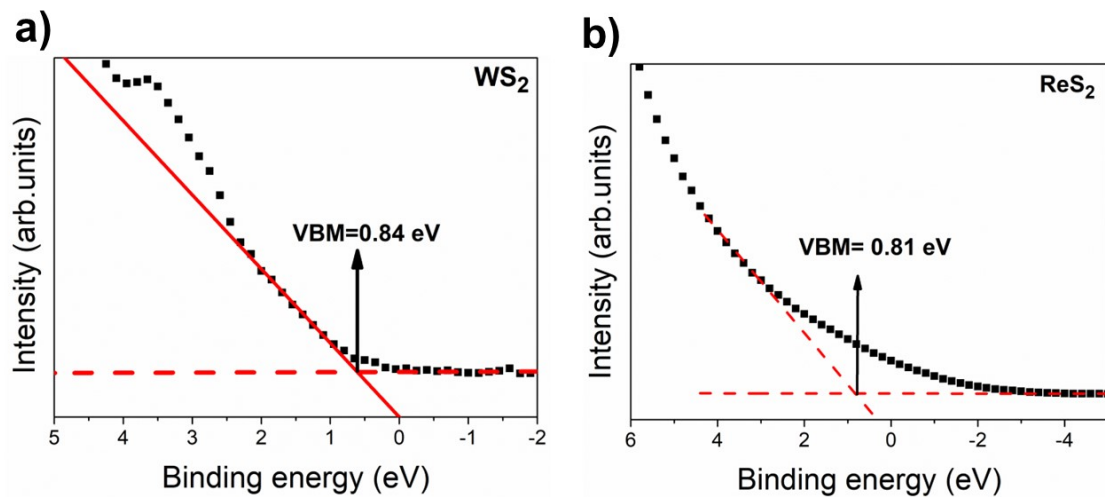 a)
WS₂
VBM=0.84 eV
Intensity (arb.units)
5 4 3 2 1 0 -1 -2
Binding energy (eV)
b)
ReS₂
VBM= 0.81 eV
Intensity (arb.units)
6 4 2 0 -2 -4
Binding energy (eV)